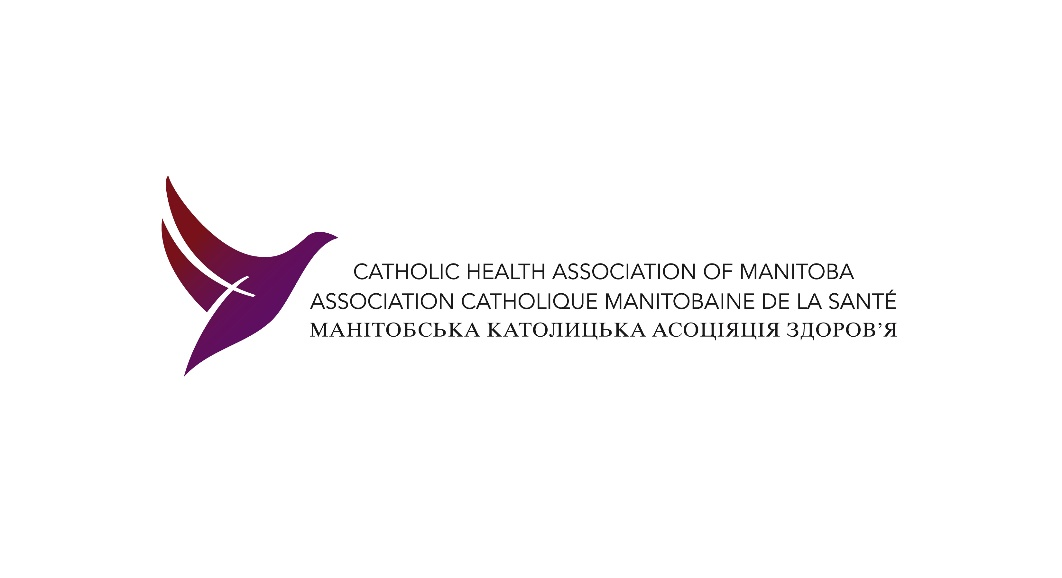 CATHOLIC HEALTH ASSOCIATION OF MANITOBA
ASSOCIATION CATHOLIQUE MANITOBAINE DE LA SANTÉ
МАНІТОБСЬКА КАТОЛИЦЬКА АСОЦІЯЦІЯ ЗДОРОВ’Я